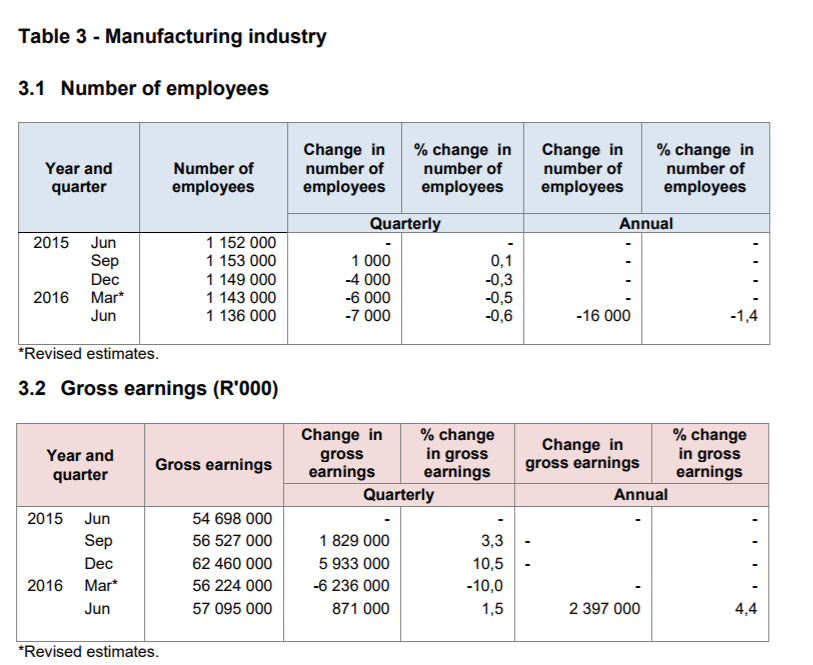 Table 3 - Manufacturing industry
3.1 Number of employees
Year and quarter Number of employees Change in number of employees % change in number of employees Change in number of employees % change in number of employees
Quarterly Annual
2015 Jun 1 152 000 - - - -
Sep 1 153 000 1 000 0,1 - -
Dec 1 149 000 -4 000 -0,3 - -
2016 Mar* 1 143 000 -6 000 -0,5 - -
Jun 1 136 000 -7 000 -0,6 -16 000 -1,4
*Revised estimates.
3.2 Gross earnings (R'000)
Year and quarter Gross earnings Change in gross earnings % change in gross earnings Change in gross earnings % change in gross earnings
Quarterly Annual
2015 Jun 54 698 000 - - - -
Sep 56 527 000 1 829 000 3,3 - -
Dec 62 460 000 5 933 000 10,5 - -
2016 Mar* 56 224 000 -6 236 000 -10,0 - -
Jun 57 095 000 871 000 1,5 2 397 000 4,4
*Revised estimates.